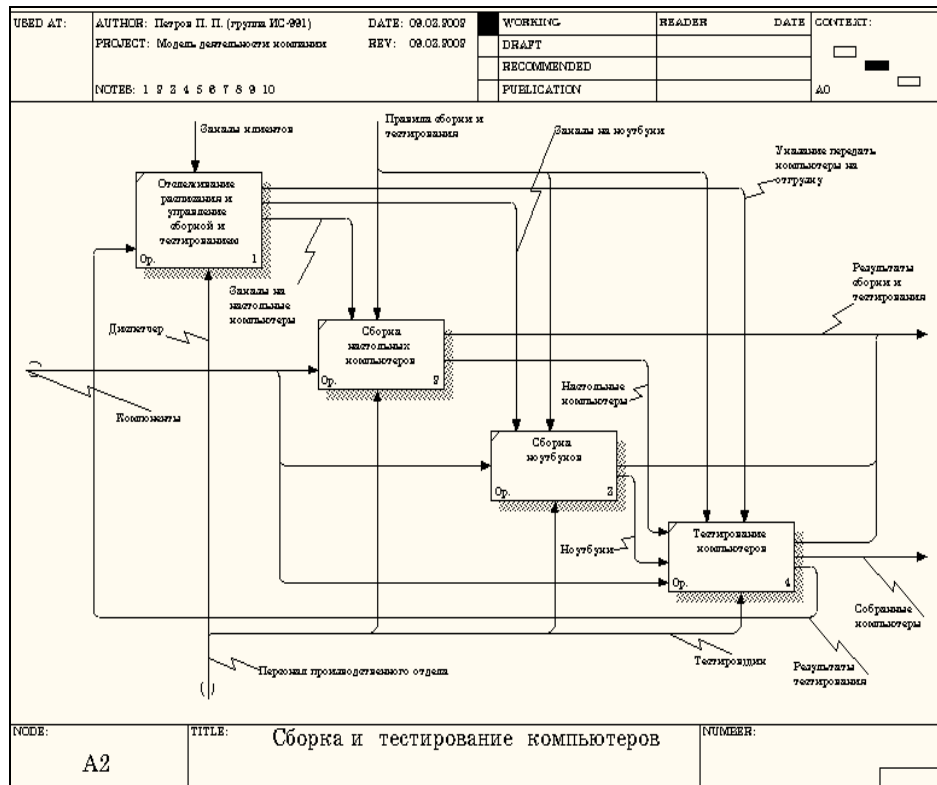 USED AT:
AUTHOR: Петров П. П. (группа ИС-991)
DATE: 09.02.2002
PROJECT: Модель деятельности компании
REV: 09.02.2002
NOTES: 1 2 3 4 5 6 7 8 9 10
WORKING
DRAFT
RECOMMENDED
PUBLICATION
READER
DATE
CONTEXT:
A0
Заказы клиентов
Правила сборки и
тестирования
Заказы на ноутбуки
Указание передать
компьютеры на
отгрузку
Отслеживание
расписания и
управление
сборкой и
тестированием
0р.
1
Заказы на
настольные
компьютеры
Результаты
сборки и
тестирования
Диспетчер
Сборка
настольных
компьютеров
0р.
2
Настольные
компьютеры
Компоненты
Сборка
ноутбуков
0р.
3
Ноутбуки
Тестирование
компьютеров
0р.
4
Собранные
компьютеры
Персонал производственного отдела
Тестировщик
Результаты
тестирования
NODE:
A2
TITLE:
Сборка и тестирование компьютеров
NUMBER: